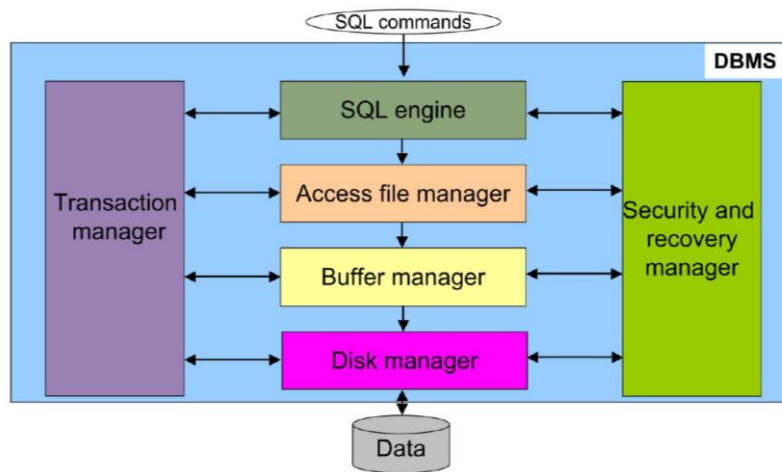 SQL commands
DBMS
SQL engine
Access file manager
Transaction
manager
Security and
recovery
manager
Buffer manager
Disk manager
Data